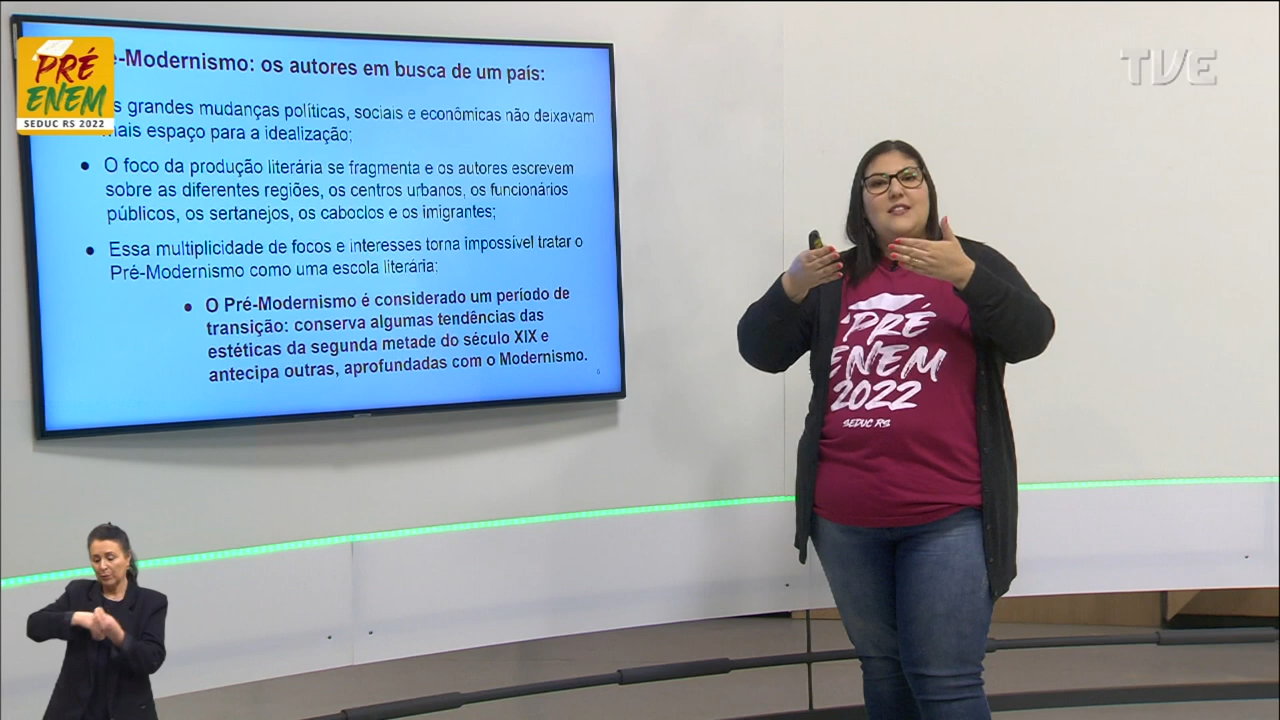 PRÉ
ENEM
SEDUC RS 2022
TVE
-Modernismo: os autores em busca de um país:
grandes mudanças políticas, sociais e econômicas não deixavam
mais espaço para a idealização;
• O foco da produção literária se fragmenta e os autores escrevem
sobre as diferentes regiões, os centros urbanos, os funcionários
públicos, os sertanejos, os caboclos e os imigrantes;
• Essa multiplicidade de focos e interesses torna impossível tratar o
Pré-Modernismo como uma escola literária:
• O Pré-Modernismo é considerado um período de
transição: conserva algumas tendências das
estéticas da segunda metade do século XIX e
antecipa outras, aprofundadas com o Modernismo.
PRÉ
ENEM
2022
SEDUC RS